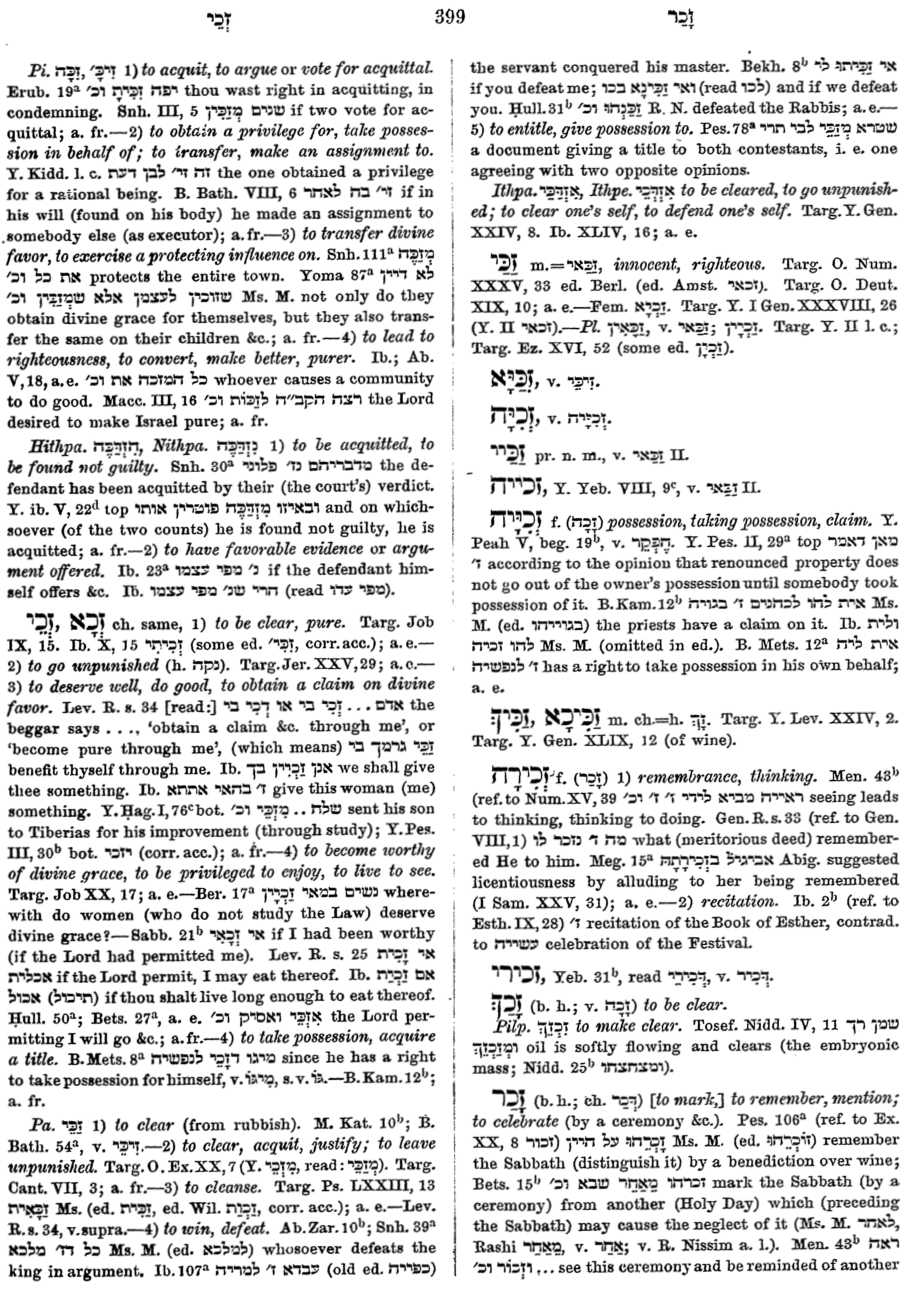 זְכֵי
399
זָכַר
Pi. זִיכָּה, זִכָּה 1) to acquit, to argue or vote for acquittal.
Erub. 19ᵃ יפה זִכִּיתָ וכ׳ thou wast right in acquitting, in
condemning. Snh. III, 5 שנים מְזַכִּין if two vote for ac-
quittal; a. fr.—2) to obtain a privilege for, take posses-
sion in behalf of; to transfer, make an assignment to.
Y. Kidd. l. c. זה זי׳ לבן דעת the one obtained a privilege
for a rational being. B. Bath. VIII, 6 זי׳ בה לאחר if in
his will (found on his body) he made an assignment to
somebody else (as executor); a. fr.—3) to transfer divine
favor, to exercise a protecting influence on. Snh. 111ᵃ מְזַכֶּה
את כל וכ׳ protects the entire town. Yoma 87ᵃ לא דיין
שזוכין לעצמן אלא שמְזַכִּין וכ׳ Ms. M. not only do they
obtain divine grace for themselves, but they also trans-
fer the same on their children &c.; a. fr.—4) to lead to
righteousness, to convert, make better, purer. Ib.; Ab.
V, 18, a. e. כל המזכה את וכ׳ whoever causes a community
to do good. Macc. III, 16 רצה הקב״ה לְזַכּוֹת וכ׳ the Lord
desired to make Israel pure; a. fr.
Hithpa. הִזְדַּכֶּה, Nithpa. נִזְדַּכֶּה 1) to be acquitted, to
be found not guilty. Snh. 30ᵃ מדבריהם נז׳ פלוני the de-
fendant has been acquitted by their (the court's) verdict.
Y. ib. V, 22ᵈ top ובאיזו מִזְדַּכֶּה פוטרין אותו and on which-
soever (of the two counts) he is found not guilty, he is
acquitted; a. fr.—2) to have favorable evidence or argu-
ment offered. Ib. 23ᵃ נ׳ מפי עצמו if the defendant him-
self offers &c. Ib. הרי שנ׳ מפי עצמו (read מפי עדו).
זְכָא, זְכֵי ch. same, 1) to be clear, pure. Targ. Job
IX, 15. Ib. X, 15 זְכֵיתִי (some ed. זַכֵּי׳, corr. acc.); a. e.—
2) to go unpunished (h. נקה). Targ. Jer. XXV, 29; a. e.—
3) to deserve well, do good, to obtain a claim on divine
favor. Lev. R. s. 34 [read:] אדם ... זְכֵי בי או דְכֵי בי the
beggar says ..., 'obtain a claim &c. through me', or
'become pure through me', (which means) זַכֵּי גרמך בי
benefit thyself through me. Ib. אנן זָכְיִין בך we shall give
thee something. Ib. ז׳ בהאי אתתא give this woman (me)
something. Y. Hag. I, 76ᶜ bot. שלח .. מְזַכֵּי וכ׳ sent his son
to Tiberias for his improvement (through study); Y. Pes.
III, 30ᵇ bot. ויזכי (corr. acc.); a. fr.—4) to become worthy
of divine grace, to be privileged to enjoy, to live to see.
Targ. Job XX, 17; a. e.—Ber. 17ᵃ נשים במאי זָכְיָין where-
with do women (who do not study the Law) deserve
divine grace?—Sabb. 21ᵇ אי זְכָאִי if I had been worthy
(if the Lord had permitted me). Lev. R. s. 25 אי זְכֵית
אכלית if the Lord permit, I may eat thereof. Ib. אם זָכֵית
אכול (תיכול) if thou shalt live long enough to eat thereof.
Ḥull. 50ᵃ; Bets. 27ᵃ, a. e. אֶזְכֵּי ואסיק וכ׳ the Lord per-
mitting I will go &c.; a. fr.—4) to take possession, acquire
a title. B. Mets. 8ᵃ מיגו דזָכֵי לנפשיה since he has a right
to take possession for himself, v. מִיגּוֹ, s. v. גּוֹ.—B. Kam. 12ᵇ;
a. fr.
Pa. זַכֵּי 1) to clear (from rubbish). M. Kat. 10ᵇ; B.
Bath. 54ᵃ, v. זִיכֵּי.—2) to clear, acquit, justify; to leave
unpunished. Targ. O. Ex. XX, 7 (Y. מְזְכֵי, read: מְזַכֵּי). Targ.
Cant. VII, 3; a. fr.—3) to cleanse. Targ. Ps. LXXIII, 13
זַכָּאִית Ms. (ed. זַכֵּית, ed. Wil. זְכוּת, corr. acc.); a. e.—Lev.
R. s. 34, v. supra.—4) to win, defeat. Ab. Zar. 10ᵇ; Snh. 39ᵃ
כל דז׳ מלכא Ms. M. (ed. למלכא) whosoever defeats the
king in argument. Ib. 107ᵃ עבדא ז׳ למריה (old ed. כפריה)
the servant conquered his master. Bekh. 8ᵇ אי זַכִּיתוּ לי
if you defeat me; ואי זַכֵּינָא בכו (read לכו) and if we defeat
you. Ḥull. 31ᵇ זַכִּנְהוּ וכ׳ R. N. defeated the Rabbis; a. e.—
5) to entitle, give possession to. Pes. 78ᵃ שטרא מְזַכֵּי לבי תרי
a document giving a title to both contestants, i. e. one
agreeing with two opposite opinions.
Ithpa. אִזְדַּכֵּי, Ithpe. אִזְדְּכֵי to be cleared, to go unpunish-
ed; to clear one's self, to defend one's self. Targ. Y. Gen.
XXIV, 8. Ib. XLIV, 16; a. e.
זַכַּי m.=זַכָּאי, innocent, righteous. Targ. O. Num.
XXXV, 33 ed. Berl. (ed. Amst. זכאי). Targ. O. Deut.
XIX, 10; a. e.—Fem. זַכִּיָא. Targ. Y. I Gen. XXXVIII, 26
(Y. II זכאי).—Pl. זַכָּאִין, v. זַכָּאי; זַכָּיִין. Targ. Y. II l. c.;
Targ. Ez. XVI, 52 (some ed. זַכְיָן).
זִכַּיָּא, v. זִיכֵּי.
זְכִיָה, v. זְכִיָּיה.
זַכַּיי pr. n. m., v. זַכָּאי II.
זכייה, Y. Yeb. VIII, 9ᶜ, v. זַכָּאי II.
זְכִיָּיה f. (זָכָה) possession, taking possession, claim. Y.
Peah V, beg. 19ᵇ, v. הֶפְקֵר. Y. Pes. II, 29ᵃ top מאן דאמר
ז׳ according to the opinion that renounced property does
not go out of the owner's possession until somebody took
possession of it. B. Kam. 12ᵇ אית להו לכהנים ז׳ בגויה Ms.
M. (ed. בגווייהו) the priests have a claim on it. Ib. ולית
להו זכיה Ms. M. (omitted in ed.). B. Mets. 12ᵃ אית ליה
ז׳ לנפשיה has a right to take possession in his own behalf;
a. e.
זַכִּיכָא, זַכִּיךְ m. ch.=h. זַךְ. Targ. Y. Lev. XXIV, 2.
Targ. Y. Gen. XLIX, 12 (of wine).
זְכִירָה f. (זָכַר) 1) remembrance, thinking. Men. 43ᵇ
(ref. to Num. XV, 39 ראייה מביא לידי ז׳ ז׳ וכ׳ seeing leads
to thinking, thinking to doing. Gen. R. s. 33 (ref. to Gen.
VIII, 1) מה ז׳ נזכר לו what (meritorious deed) remember-
ed He to him. Meg. 15ᵃ אביגיל בִּזְכִירָתָהּ Abig. suggested
licentiousness by alluding to her being remembered
(I Sam. XXV, 31); a. e.—2) recitation. Ib. 2ᵇ (ref. to
Esth. IX, 28) ז׳ recitation of the Book of Esther, contrad.
to עשייה celebration of the Festival.
זכירי, Yeb. 31ᵇ, read דְּכִירֵי, v. דְּכִיר.
זָכַךְ (b. h.; v. זָכָה) to be clear.
Pilp. זִכְזֵךְ to make clear. Tosef. Nidd. IV, 11 שמן רך
וּמְזַכְזֵךְ oil is softly flowing and clears (the embryonic
mass; Nidd. 25ᵇ ומצחצחו).
זָכַר (b. h.; ch. דְּכַר) [to mark,] to remember, mention;
to celebrate (by a ceremony &c.). Pes. 106ᵃ (ref. to Ex.
XX, 8 זכור) זָכְרֵהוּ על היין Ms. M. (ed. זוֹכְרֵהוּ) remember
the Sabbath (distinguish it) by a benediction over wine;
Bets. 15ᵇ זכרהו מֵאַחֵר שבא וכ׳ mark the Sabbath (by a
ceremony) from another (Holy Day) which (preceding
the Sabbath) may cause the neglect of it (Ms. M. לאחר,
Rashi מֵאַחֵר, v. אַחֵר; v. R. Nissim a. l.). Men. 43ᵇ ראה
וּזְכוֹר וכ׳ ... see this ceremony and be reminded of another